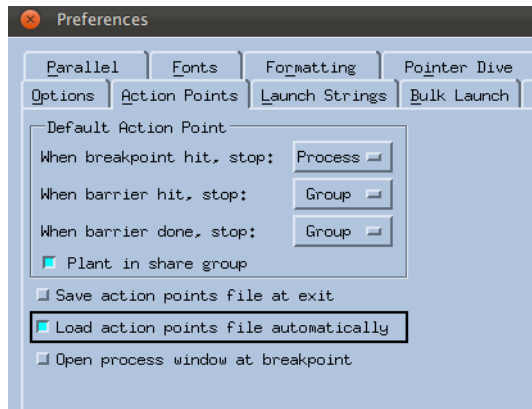 Preferences
Parallel Fonts Formatting Pointer Dive
Options Action Points Launch Strings Bulk Launch
Default Action Point
When breakpoint hit, stop: Process
When barrier hit, stop: Group
When barrier done, stop: Group
Plant in share group
Save action points file at exit
Load action points file automatically
Open process window at breakpoint